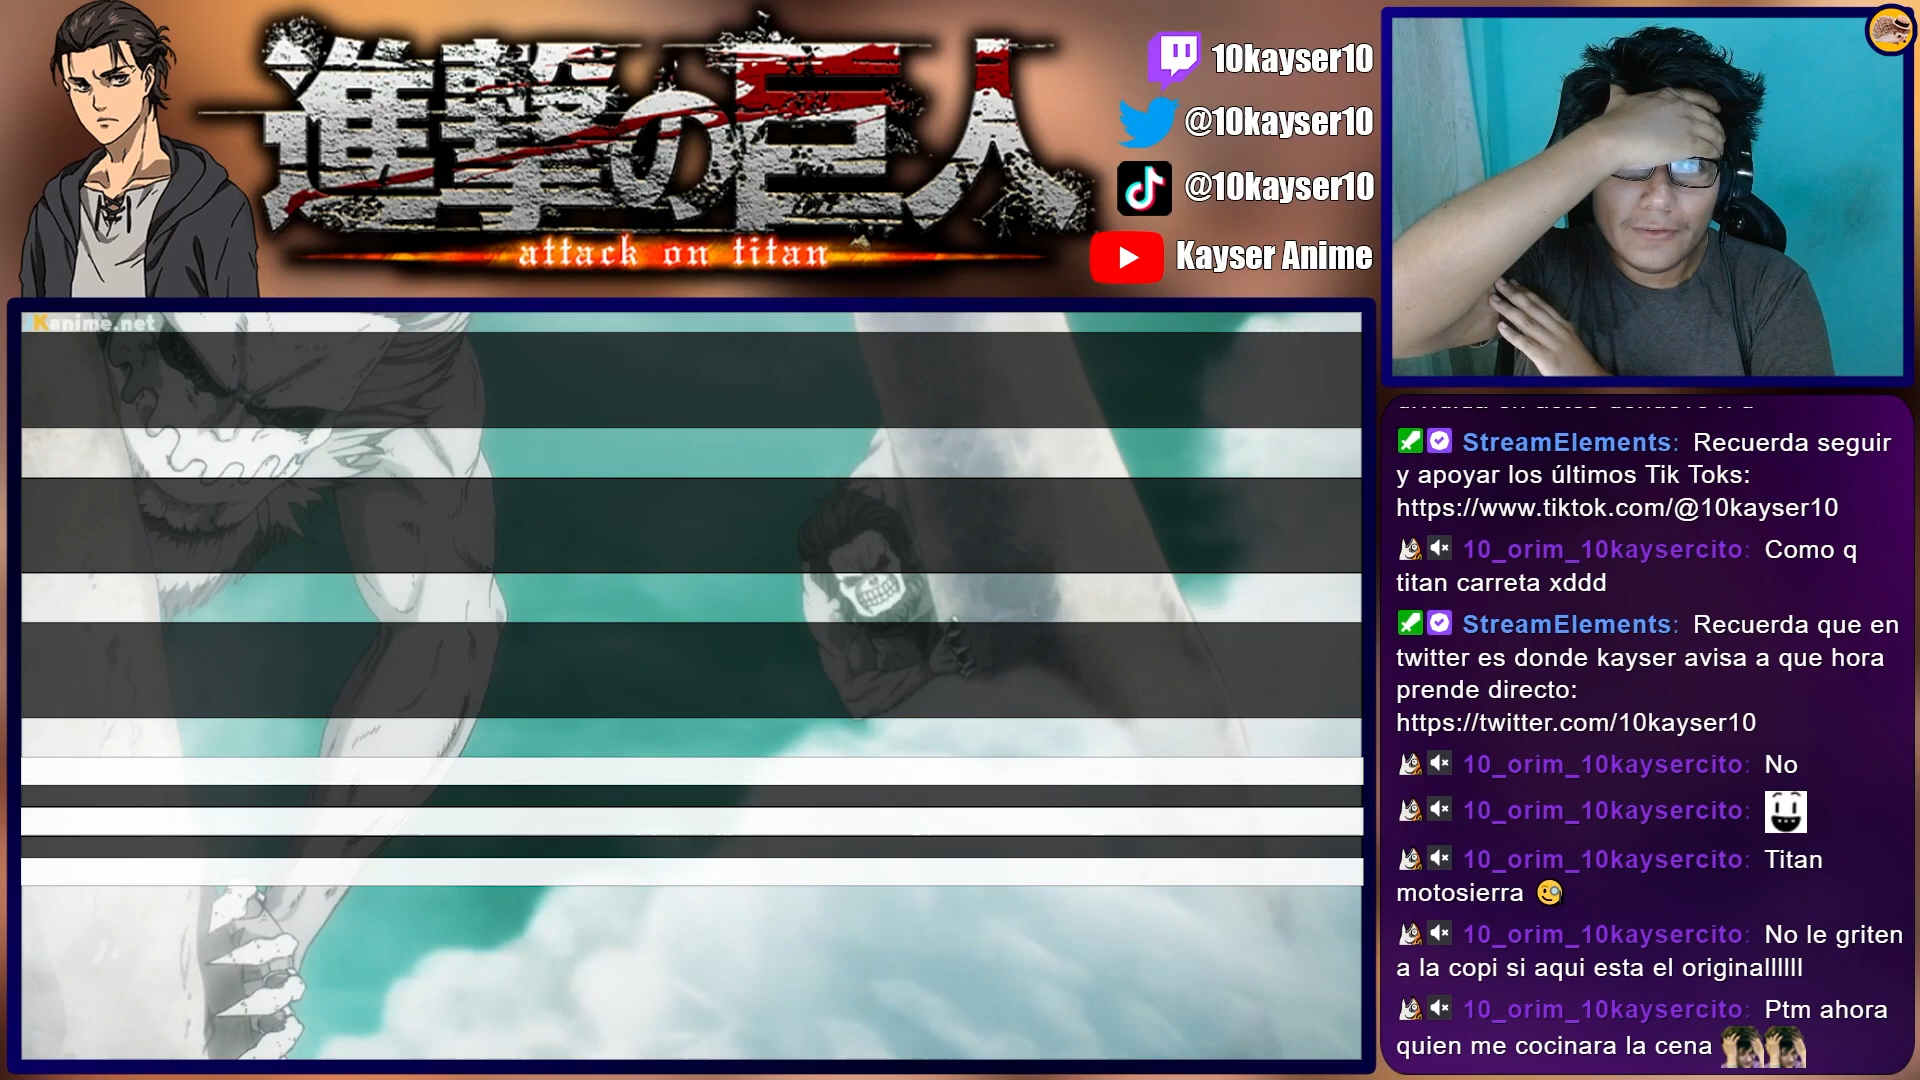 進撃の巨人
attack on titan
10kayser10
@10kayser10
@10kayser10
Kayser Anime
Kanime.net
StreamElements: Recuerda seguir
y apoyar los últimos Tik Toks:
https://www.tiktok.com/@10kayser10
10_orim_10kaysercito: Como q
titan carreta xddd
StreamElements: Recuerda que en
twitter es donde kayser avisa a que hora
prende directo:
https://twitter.com/10kayser10
10_orim_10kaysercito: No
10_orim_10kaysercito:
10_orim_10kaysercito: Titan
motosierra 🧐
10_orim_10kaysercito: No le griten
a la copi si aqui esta el originallllll
10_orim_10kaysercito: Ptm ahora
quien me cocinara la cena